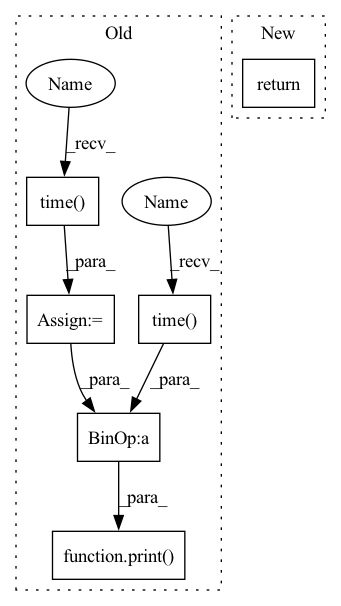 Old
New
Name
return
_recv_
time()
Name
_para_
_recv_
Assign:=
time()
_para_
_para_
BinOp:a
_para_
function.print()